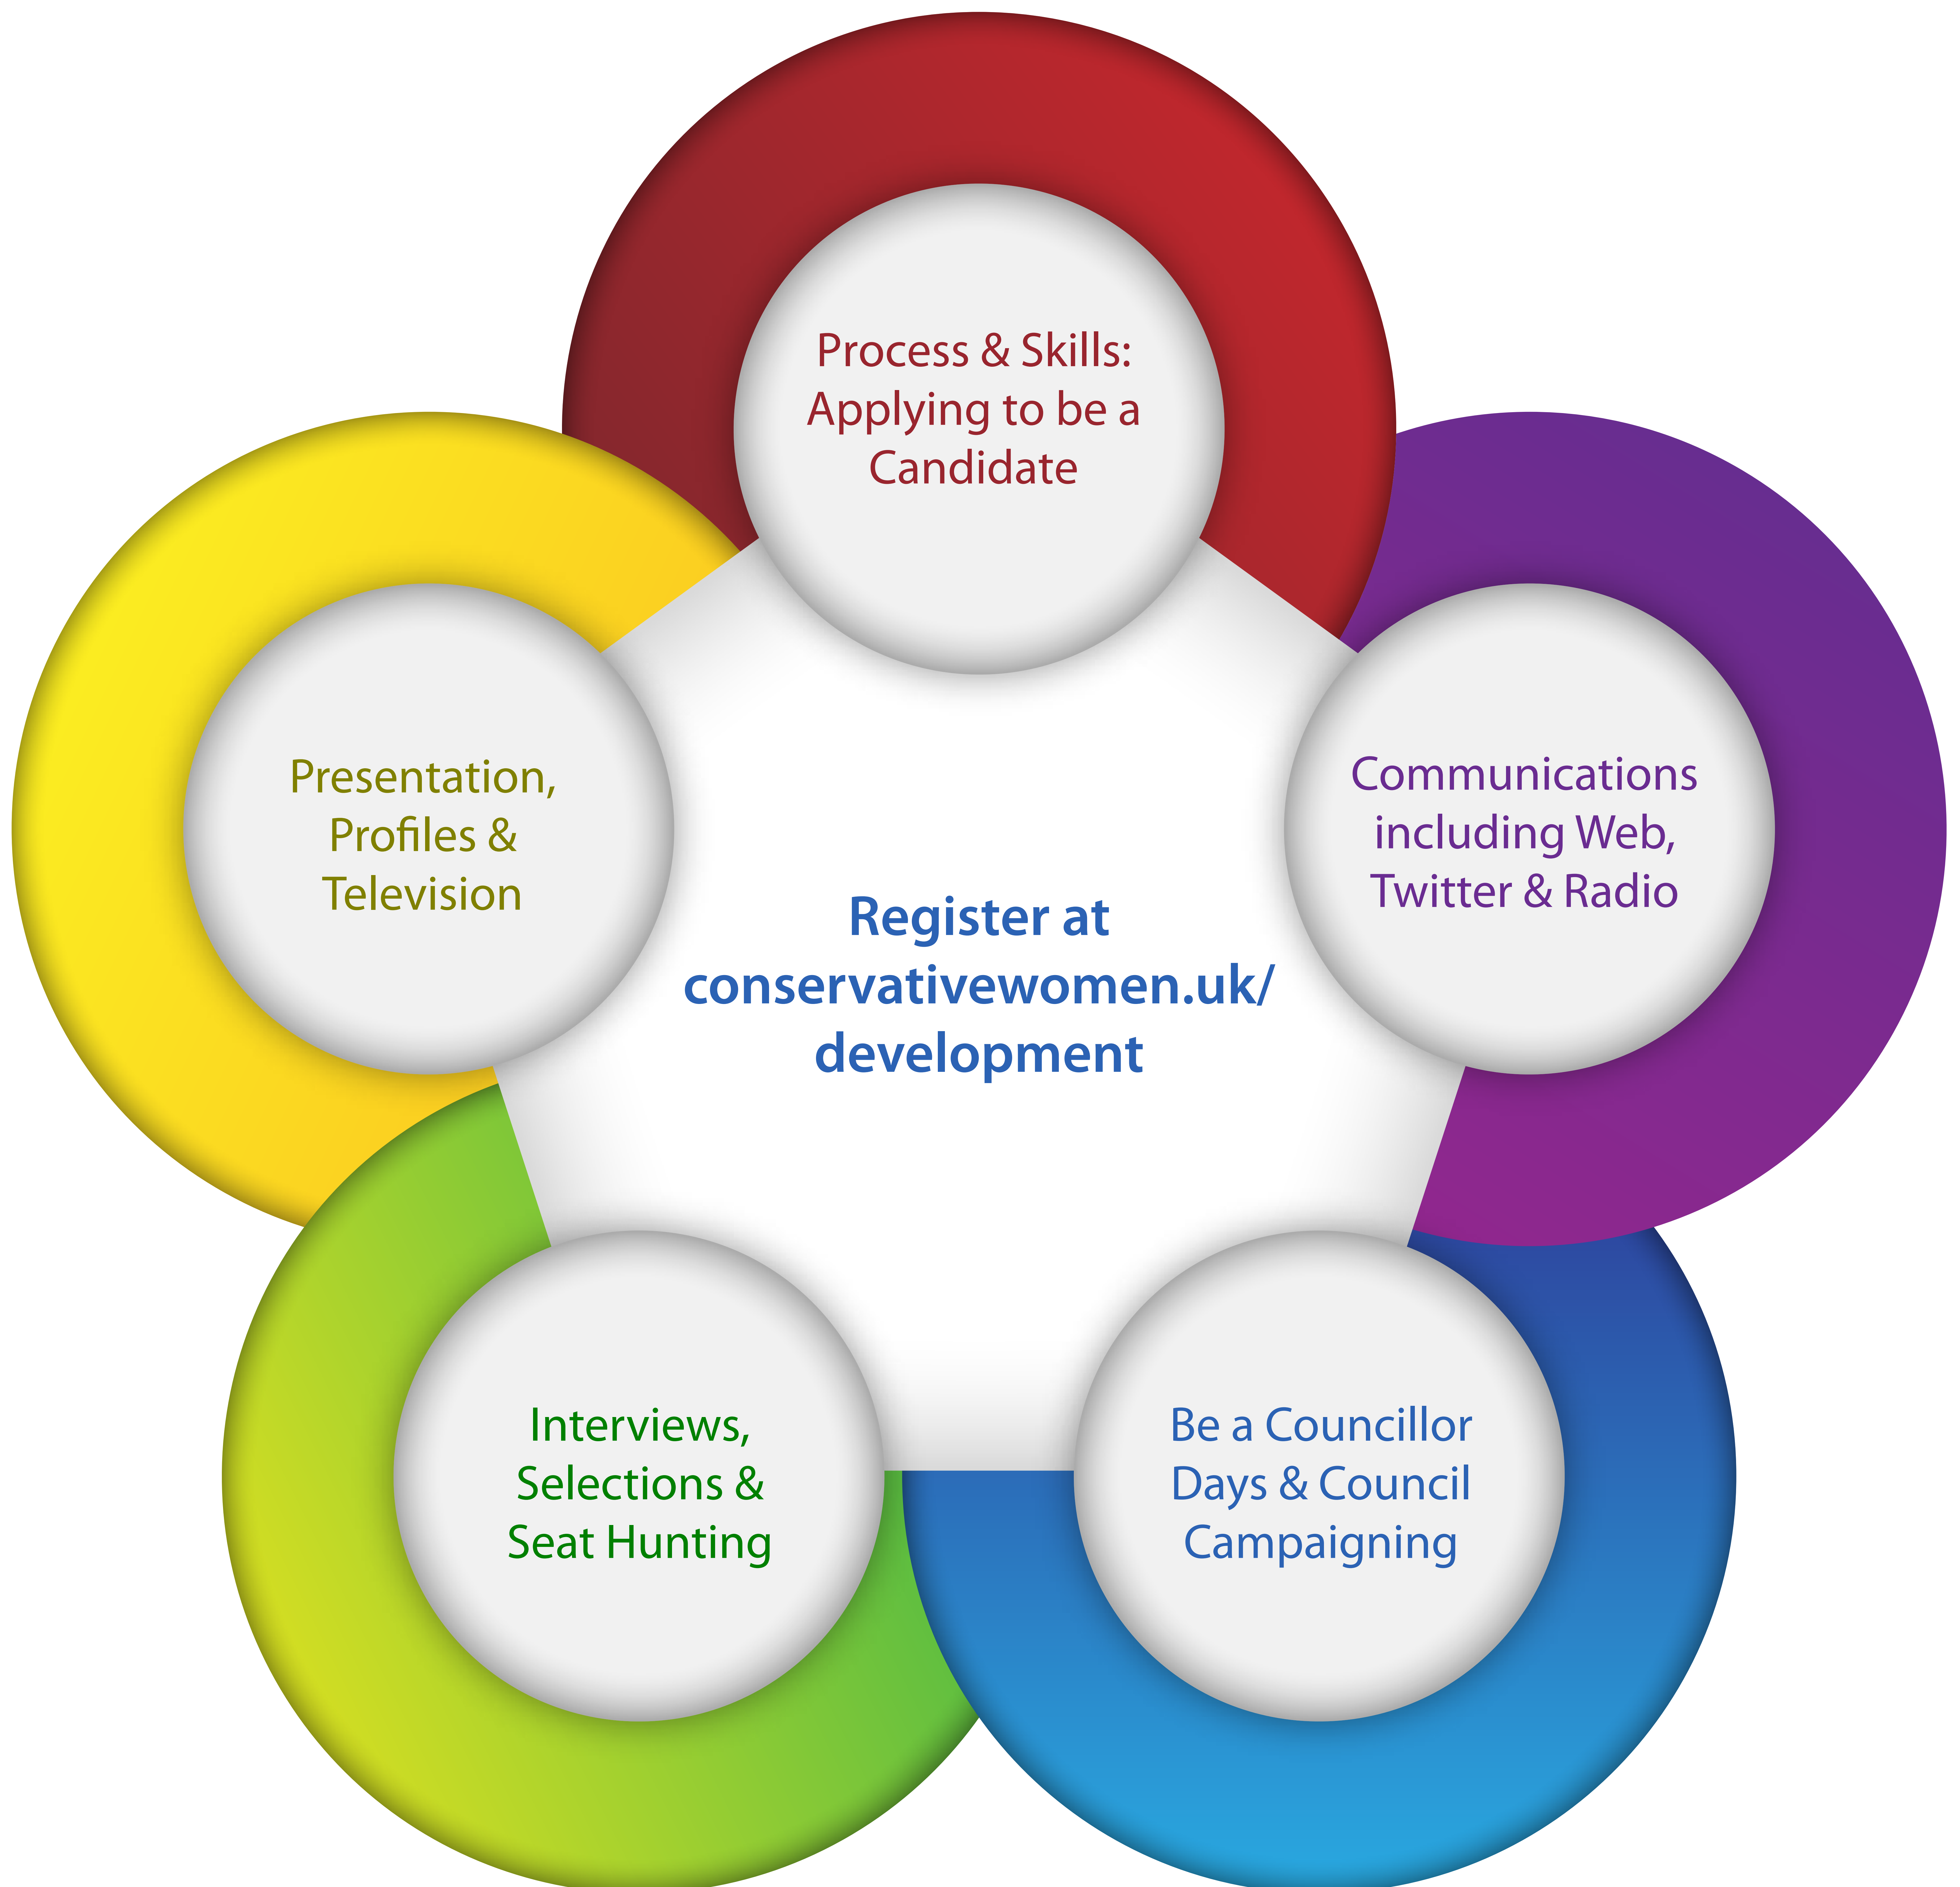 Process & Skills:
Applying to be a
Candidate
Presentation,
Profiles &
Television
Communications
including Web,
Twitter & Radio
Register at
conservativewomen.uk/
development
Interviews,
Selections &
Seat Hunting
Be a Councillor
Days & Council
Campaigning